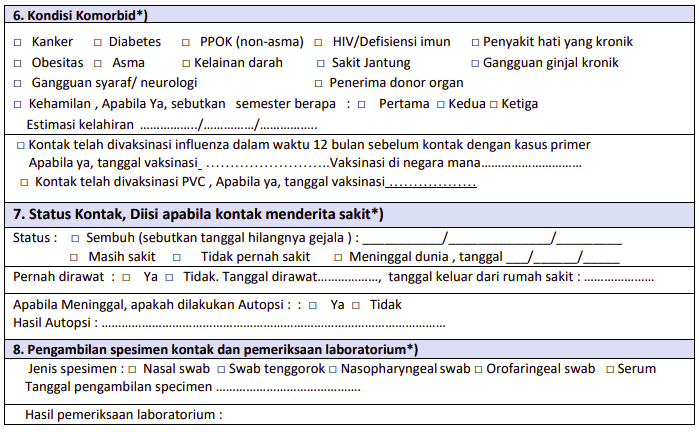 6. Kondisi Komorbid*)
□ Kanker □ Diabetes □ PPOK (non-asma) □ HIV/Defisiensi imun □ Penyakit hati yang kronik
□ Obesitas □ Asma □ Kelainan darah □ Sakit Jantung □ Gangguan ginjal kronik
□ Gangguan syaraf/ neurologi □ Penerima donor organ
□ Kehamilan , Apabila Ya, sebutkan semester berapa : □ Pertama □ Kedua □ Ketiga
Estimasi kelahiran ……………../……………/……………..
□ Kontak telah divaksinasi influenza dalam waktu 12 bulan sebelum kontak dengan kasus primer
Apabila ya, tanggal vaksinasi_ ……………………..Vaksinasi di negara mana…………………………
□ Kontak telah divaksinasi PVC , Apabila ya, tanggal vaksinasi………………
7. Status Kontak, Diisi apabila kontak menderita sakit*)
Status : □ Sembuh (sebutkan tanggal hilangnya gejala ) : ___________/______________/_________
□ Masih sakit □ Tidak pernah sakit □ Meninggal dunia , tanggal ___/______/_____
Pernah dirawat : □ Ya □ Tidak. Tanggal dirawat………………, tanggal keluar dari rumah sakit : …………………
Apabila Meninggal, apakah dilakukan Autopsi : : □ Ya □ Tidak
Hasil Autopsi : …………………………………………………………………………………………
8. Pengambilan spesimen kontak dan pemeriksaan laboratorium*)
Jenis spesimen : □ Nasal swab □ Swab tenggorok □ Nasopharyngeal swab □ Orofaringeal swab □ Serum
Tanggal pengambilan specimen …………………………………….
Hasil pemeriksaan laboratorium :